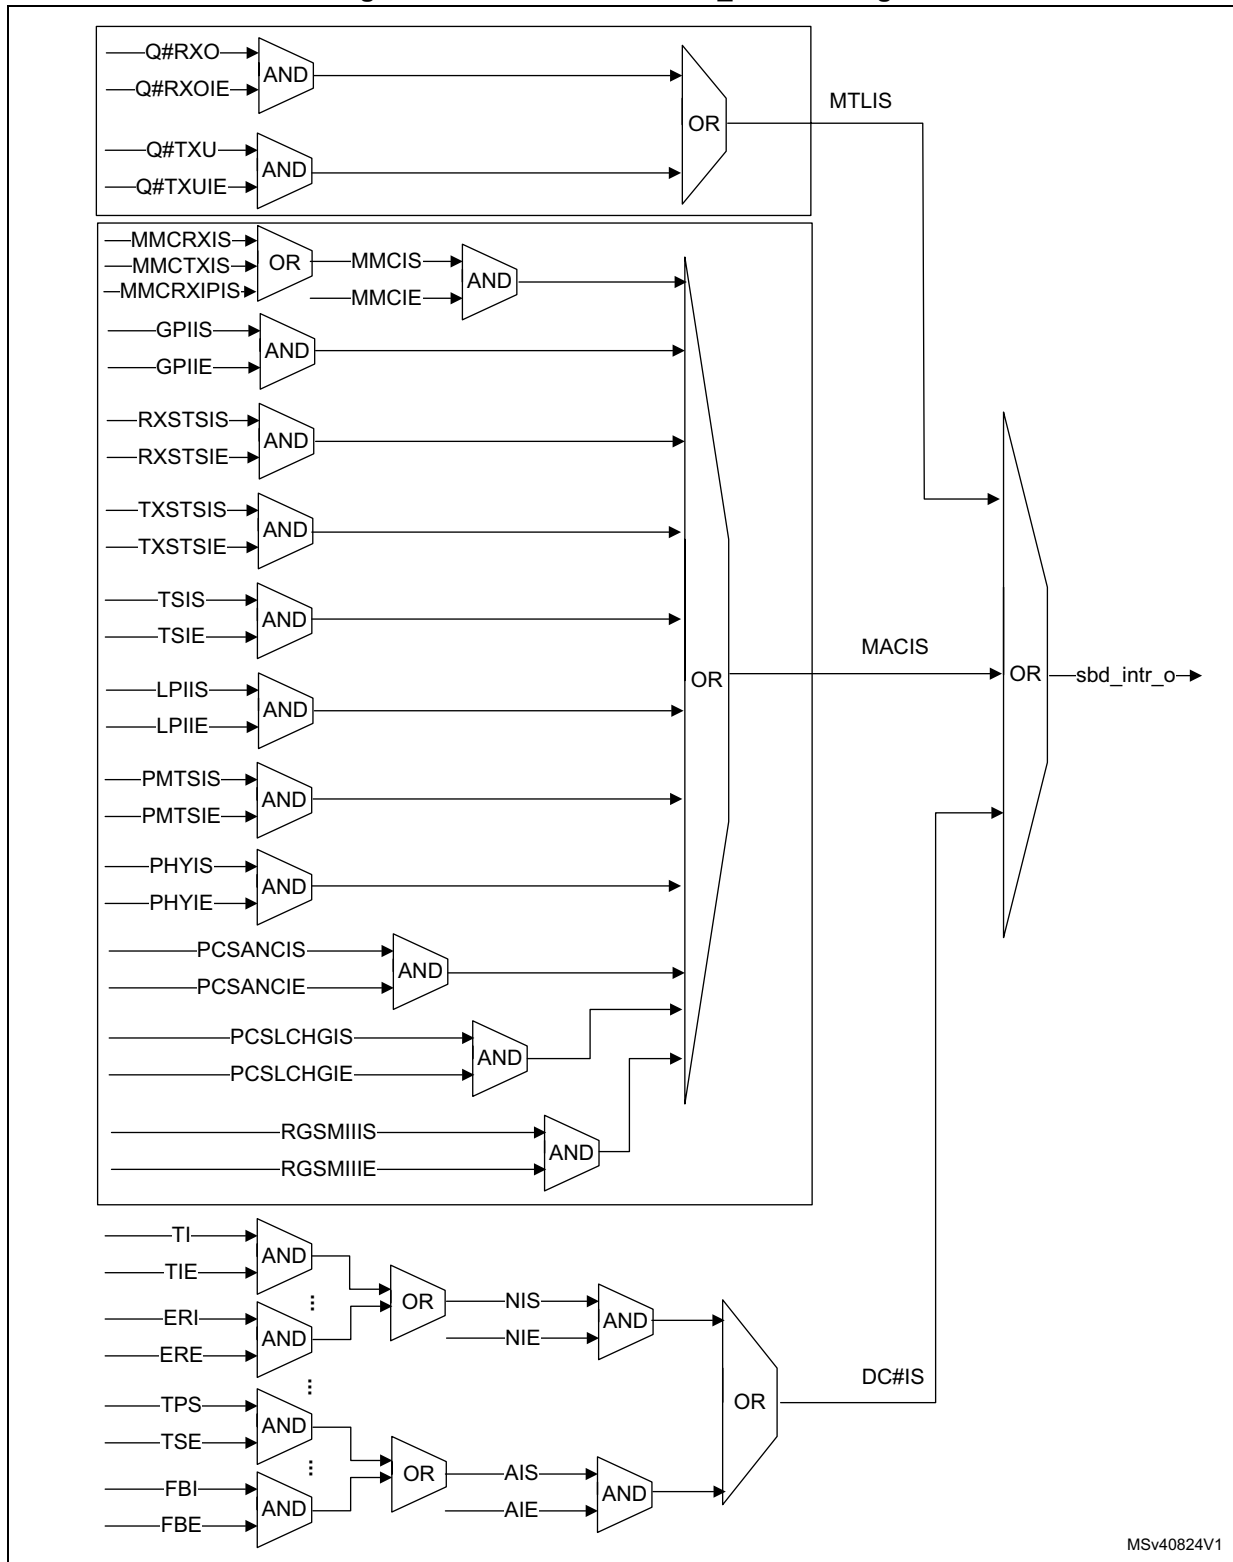 Q#RXO
AND
Q#RXOIE
MTLIS
OR
Q#TXU
AND
Q#TXUIE
MMCRXIS
MMCTXIS
OR
MMCIS
AND
MMCRXIPIS
MMCIE
GPIIS
AND
GPIIE
RXSTSIS
AND
RXSTSIE
TXSTSIS
AND
TXSTSIE
TSIS
AND
TSIE
MACIS
OR
OR
sbd_intr_o
LPIIS
AND
LPIIE
PMTSIS
AND
PMTSIE
PHYIS
AND
PHYIE
PCSANCIS
AND
PCSANCIE
PCSLCHGIS
AND
PCSLCHGIE
RGSMIIIS
AND
RGSMIIIE
TI
AND
TIE
...
OR
NIS
AND
NIE
ERI
AND
ERE
...
DC#IS
OR
TPS
AND
TSE
...
OR
AIS
AND
AIE
FBI
AND
FBE
MSv40824V1